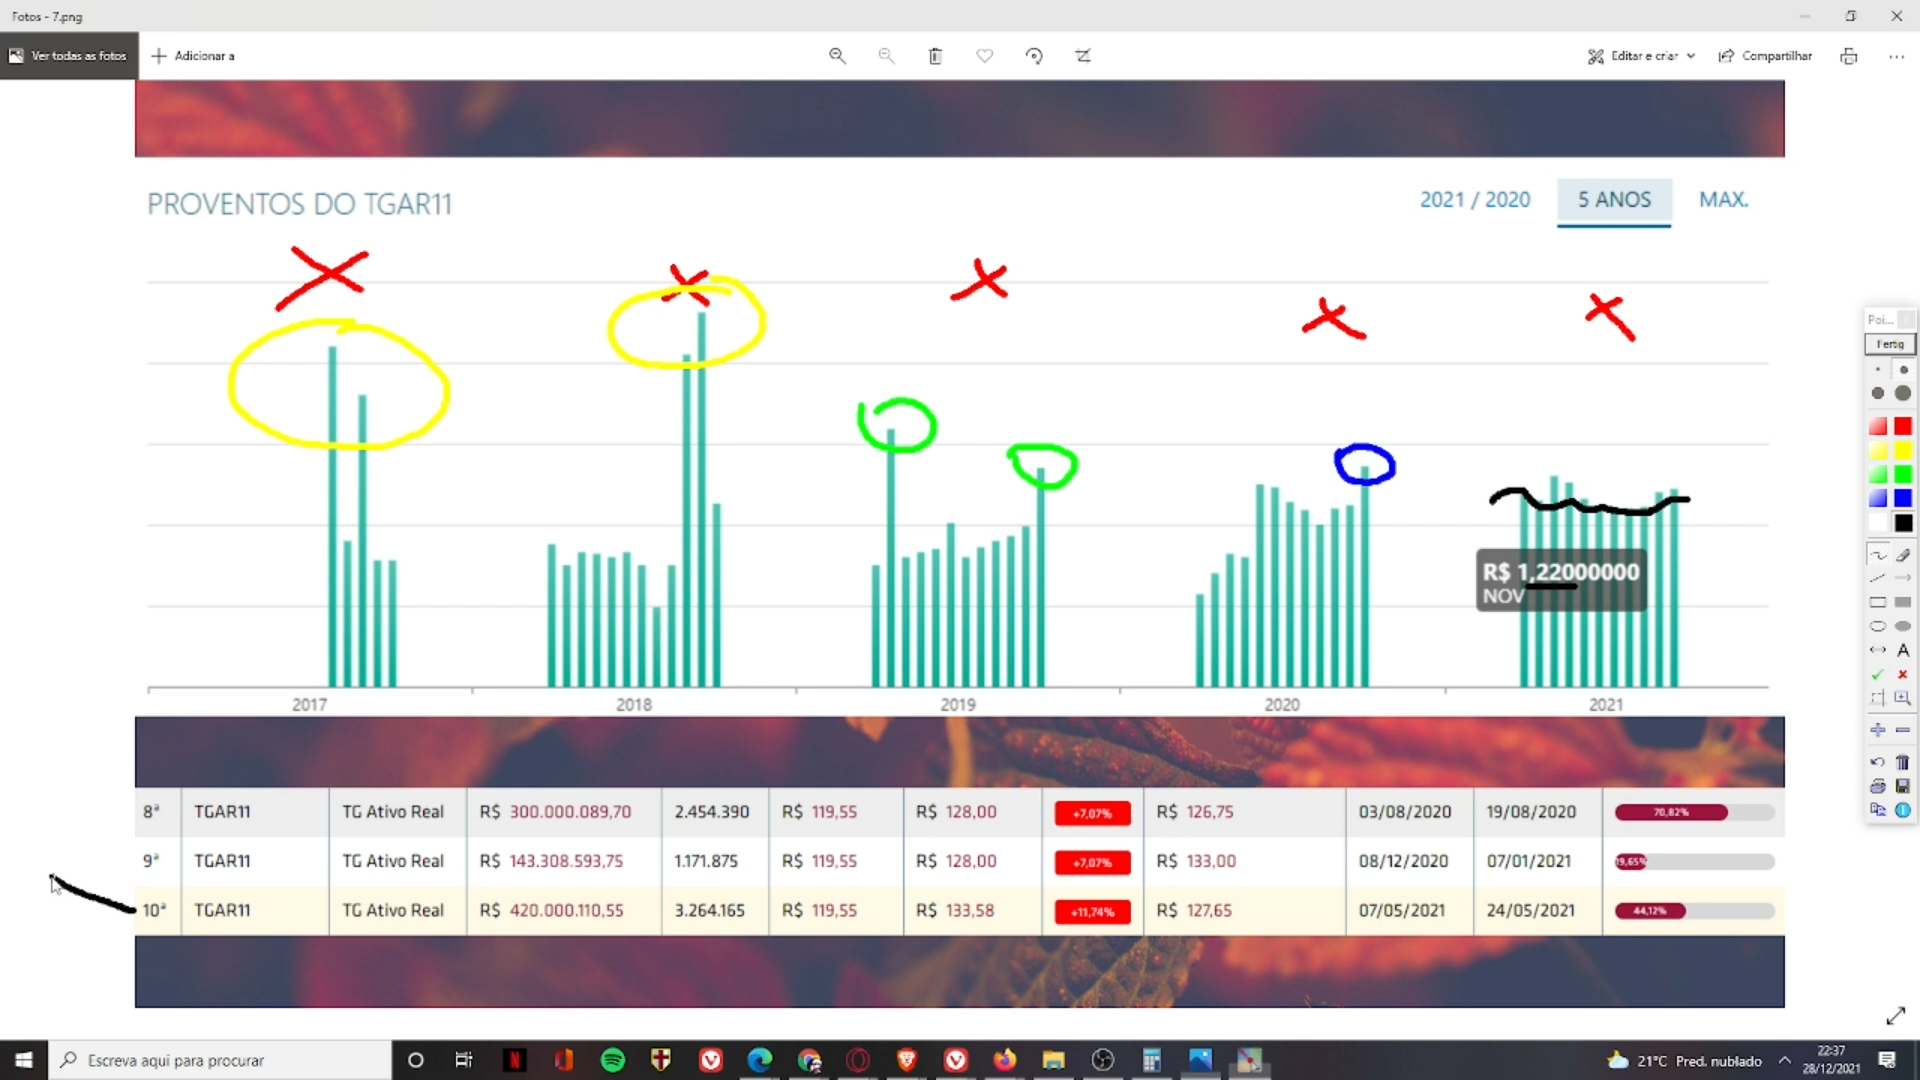 Fotos - 7.png
Ver todas as fotos
Adicionar a
Editar e criar
Compartilhar
PROVENTOS DO TGAR11
2021 / 2020
5 ANOS
MAX.
Poi...
Fertig
R$ 1,22000000
NOV
A
2017 2018 2019 2020 2021
8ª TGAR11 TG Ativo Real R$ 300.000.089,70 2.454.390 R$ 119,55 R$ 128,00 +7,07% R$ 126,75 03/08/2020 19/08/2020 70,82%
9ª TGAR11 TG Ativo Real R$ 143.308.593,75 1.171.875 R$ 119,55 R$ 128,00 +7,07% R$ 133,00 08/12/2020 07/01/2021 19,65%
10ª TGAR11 TG Ativo Real R$ 420.000.110,55 3.264.165 R$ 119,55 R$ 133,58 +11,74% R$ 127,65 07/05/2021 24/05/2021 44,12%
Escreva aqui para procurar
21°C Pred. nublado
22:37
28/12/2021